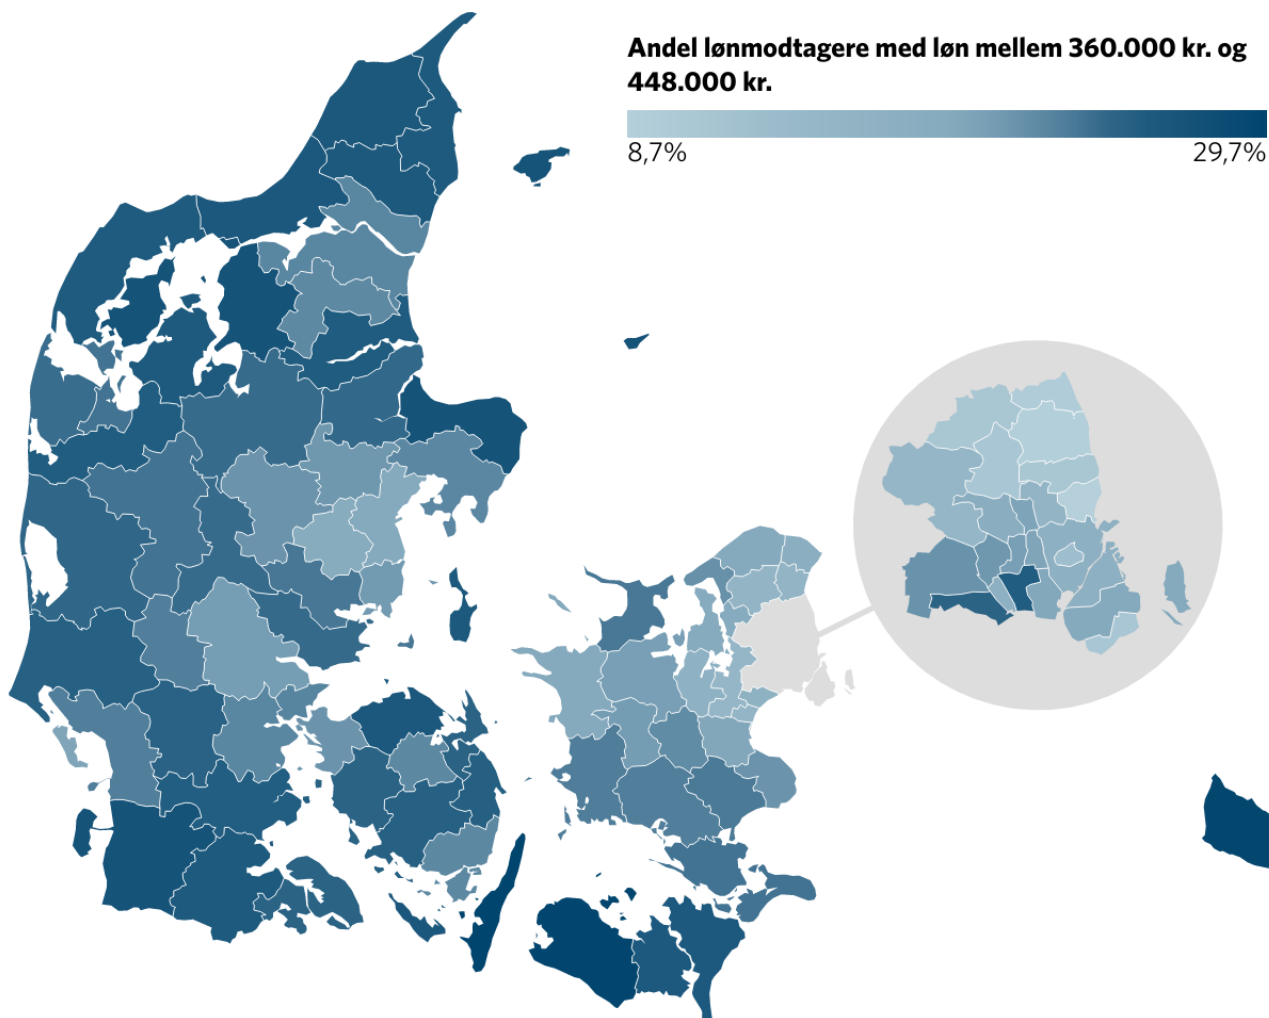 Andel lønmodtagere med løn mellem 360.000 kr. og
448.000 kr.
8,7%
29,7%